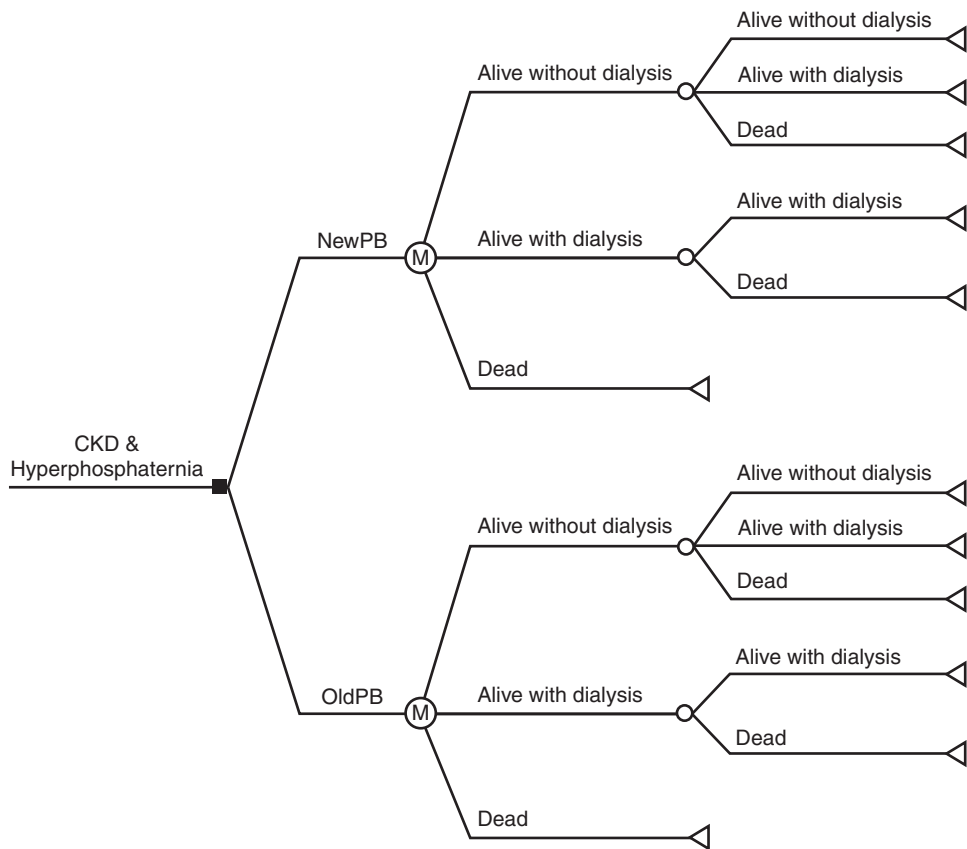 Alive without dialysis
Alive without dialysis
Alive with dialysis
Dead
Alive with dialysis
NewPB
M
Alive with dialysis
Dead
Dead
CKD &
Hyperphosphaternia
Alive without dialysis
Alive without dialysis
Alive with dialysis
Dead
Alive with dialysis
OldPB
M
Alive with dialysis
Dead
Dead